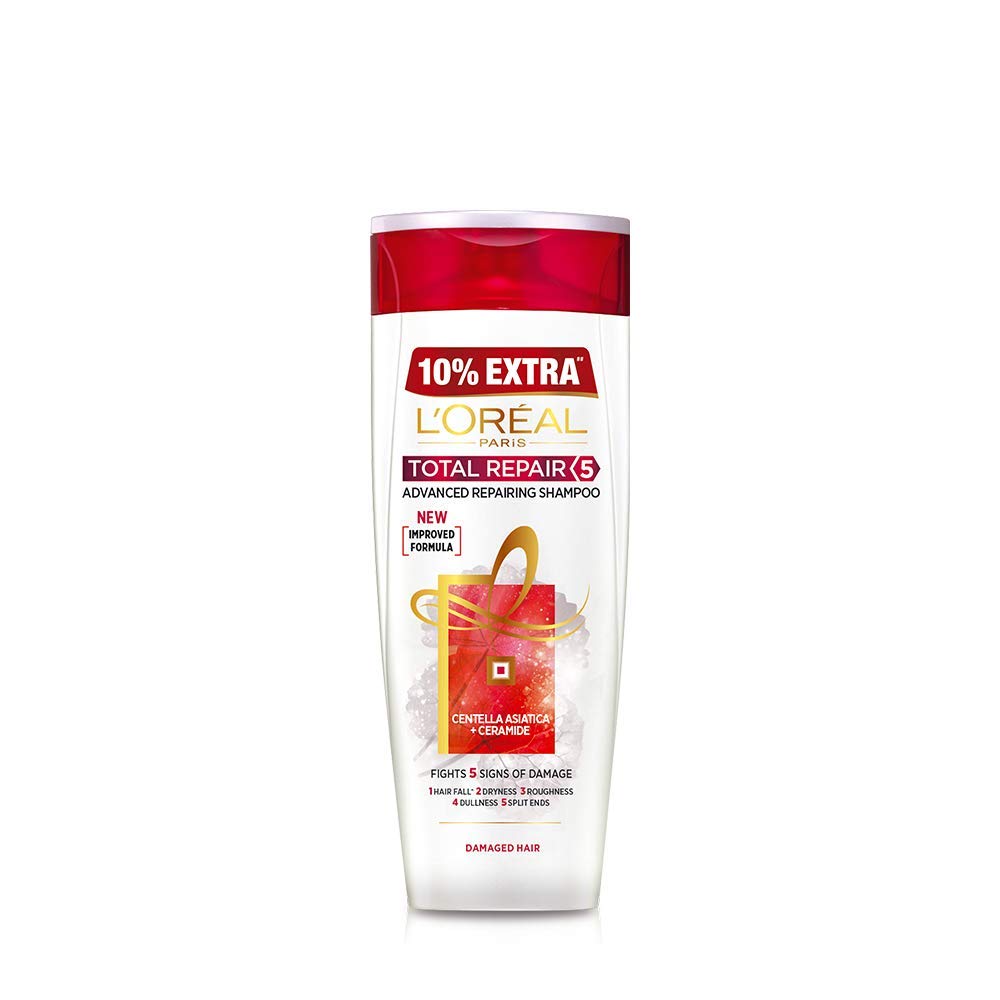 10% EXTRA##
L'ORÉAL
PARiS
TOTAL REPAIR 5
ADVANCED REPAIRING SHAMPOO
NEW
IMPROVED
FORMULA
CENTELLA ASIATICA
+ CERAMIDE
FIGHTS 5 SIGNS OF DAMAGE
1 HAIR FALL* 2 DRYNESS 3 ROUGHNESS
4 DULLNESS 5 SPLIT ENDS
DAMAGED HAIR